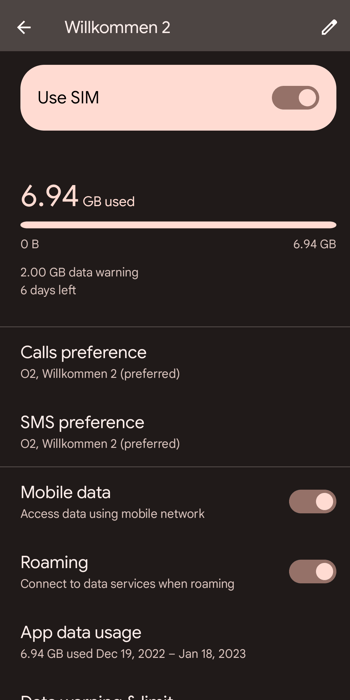 Willkommen 2
Use SIM
6.94 GB used
0 B 6.94 GB
2.00 GB data warning
6 days left
Calls preference
O2, Willkommen 2 (preferred)
SMS preference
O2, Willkommen 2 (preferred)
Mobile data
Access data using mobile network
Roaming
Connect to data services when roaming
App data usage
6.94 GB used Dec 19, 2022 – Jan 18, 2023
Data warning & limit